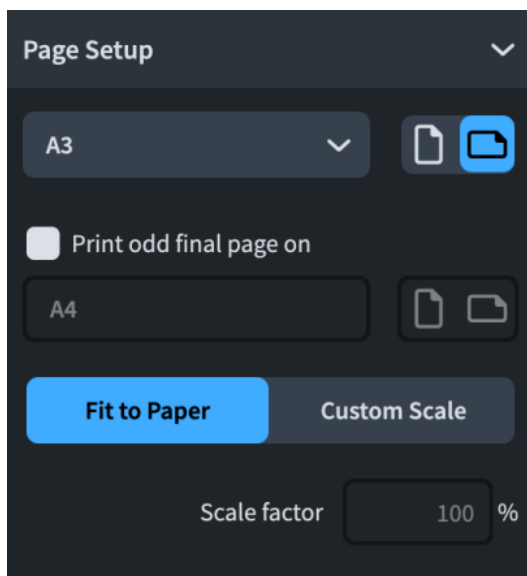 Page Setup
A3
Print odd final page on
A4
Fit to Paper Custom Scale
Scale factor 100 %